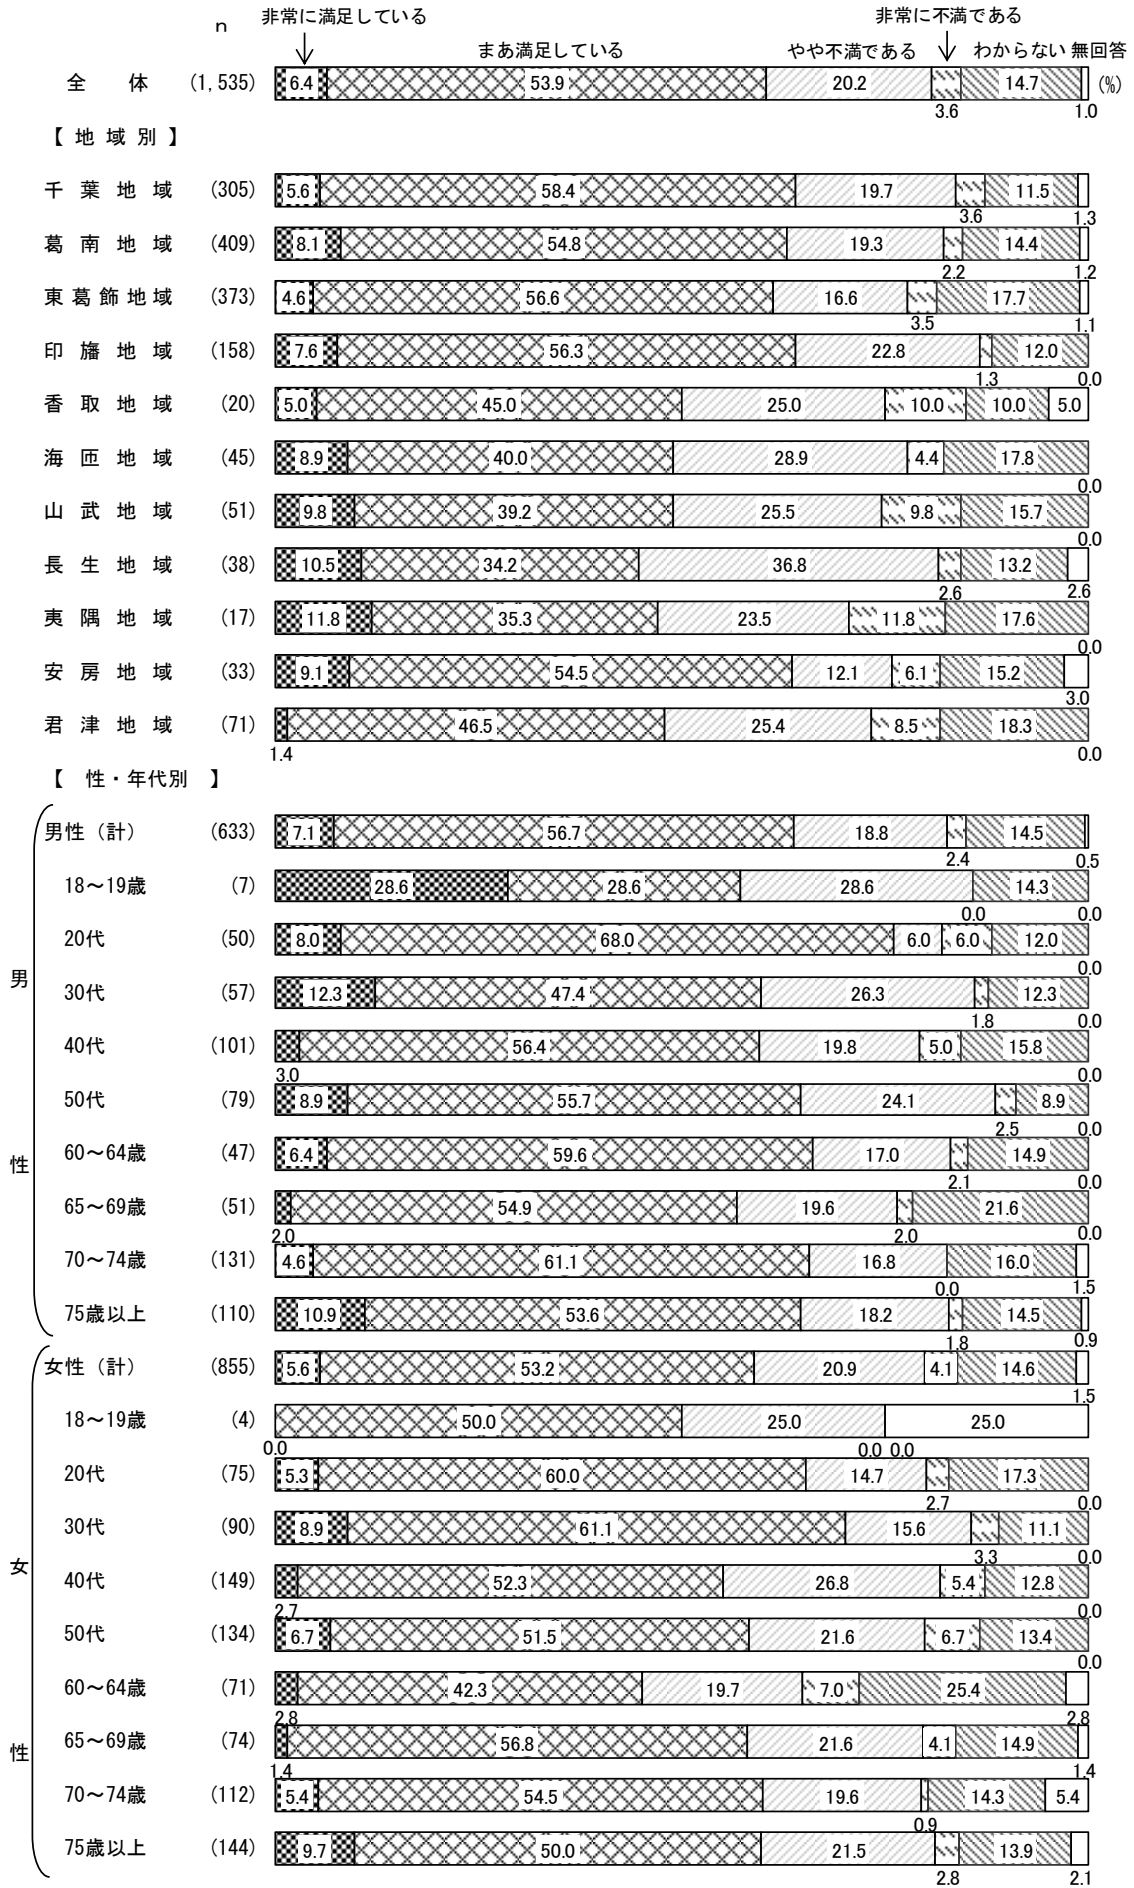 非常に満足している 非常に不満である
n まあ満足している やや不満である わからない 無回答
全体 (1,535) 6.4 53.9 20.2 3.6 14.7 1.0 (%)
【地域別】
千葉地域 (305) 5.6 58.4 19.7 3.6 11.5 1.3
葛南地域 (409) 8.1 54.8 19.3 2.2 14.4 1.2
東葛飾地域 (373) 4.6 56.6 16.6 3.5 17.7 1.1
印旛地域 (158) 7.6 56.3 22.8 1.3 12.0 0.0
香取地域 (20) 5.0 45.0 25.0 10.0 10.0 5.0
海匝地域 (45) 8.9 40.0 28.9 4.4 17.8 0.0
山武地域 (51) 9.8 39.2 25.5 9.8 15.7 0.0
長生地域 (38) 10.5 34.2 36.8 2.6 13.2 2.6
夷隅地域 (17) 11.8 35.3 23.5 11.8 17.6 0.0
安房地域 (33) 9.1 54.5 12.1 6.1 15.2 3.0
君津地域 (71) 1.4 46.5 25.4 8.5 18.3 0.0
【性・年代別】
男性
男性（計） (633) 7.1 56.7 18.8 2.4 14.5 0.5
18～19歳 (7) 28.6 28.6 28.6 0.0 14.3 0.0
20代 (50) 8.0 68.0 6.0 6.0 12.0 0.0
30代 (57) 12.3 47.4 26.3 1.8 12.3 0.0
40代 (101) 3.0 56.4 19.8 5.0 15.8 0.0
50代 (79) 8.9 55.7 24.1 2.5 8.9 0.0
60～64歳 (47) 6.4 59.6 17.0 2.1 14.9 0.0
65～69歳 (51) 2.0 54.9 19.6 2.0 21.6 0.0
70～74歳 (131) 4.6 61.1 16.8 0.0 16.0 1.5
75歳以上 (110) 10.9 53.6 18.2 1.8 14.5 0.9
女性
女性（計） (855) 5.6 53.2 20.9 4.1 14.6 1.5
18～19歳 (4) 0.0 50.0 25.0 0.0 0.0 25.0
20代 (75) 5.3 60.0 14.7 2.7 17.3 0.0
30代 (90) 8.9 61.1 15.6 3.3 11.1 0.0
40代 (149) 2.7 52.3 26.8 5.4 12.8 0.0
50代 (134) 6.7 51.5 21.6 6.7 13.4 0.0
60～64歳 (71) 2.8 42.3 19.7 7.0 25.4 2.8
65～69歳 (74) 1.4 56.8 21.6 4.1 14.9 1.4
70～74歳 (112) 5.4 54.5 19.6 0.9 14.3 5.4
75歳以上 (144) 9.7 50.0 21.5 2.8 13.9 2.1